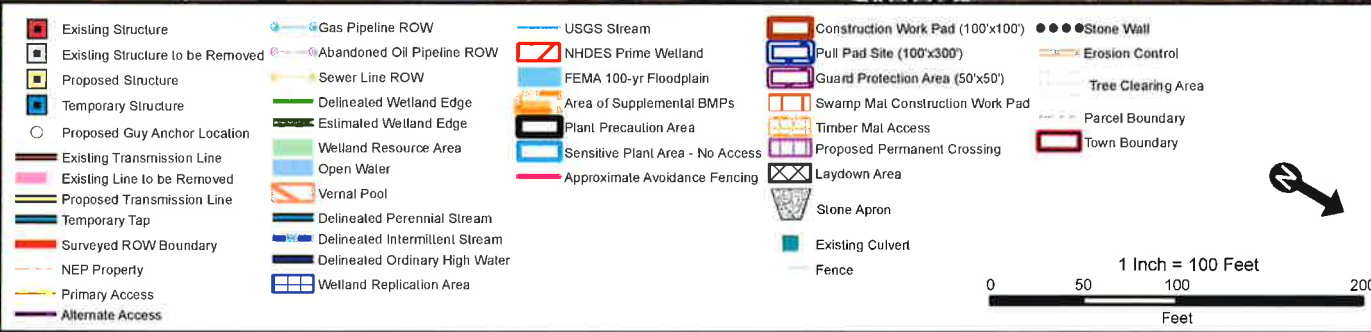 Existing Structure
Existing Structure to be Removed
Proposed Structure
Temporary Structure
Proposed Guy Anchor Location
Existing Transmission Line
Existing Line to be Removed
Proposed Transmission Line
Temporary Tap
Surveyed ROW Boundary
NEP Property
Primary Access
Alternate Access
Gas Pipeline ROW
Abandoned Oil Pipeline ROW
Sewer Line ROW
Delineated Wetland Edge
Estimated Wetland Edge
Wetland Resource Area
Open Water
Vernal Pool
Delineated Perennial Stream
Delineated Intermittent Stream
Delineated Ordinary High Water
Wetland Replication Area
USGS Stream
NHDES Prime Wetland
FEMA 100-yr Floodplain
Area of Supplemental BMPs
Plant Precaution Area
Sensitive Plant Area - No Access
Approximate Avoidance Fencing
Construction Work Pad (100'x100')
Pull Pad Site (100'x300')
Guard Protection Area (50'x50')
Swamp Mat Construction Work Pad
Timber Mat Access
Proposed Permanent Crossing
Laydown Area
Stone Apron
Existing Culvert
Fence
Stone Wall
Erosion Control
Tree Clearing Area
Parcel Boundary
Town Boundary
N
1 Inch = 100 Feet
0 50 100 200
Feet